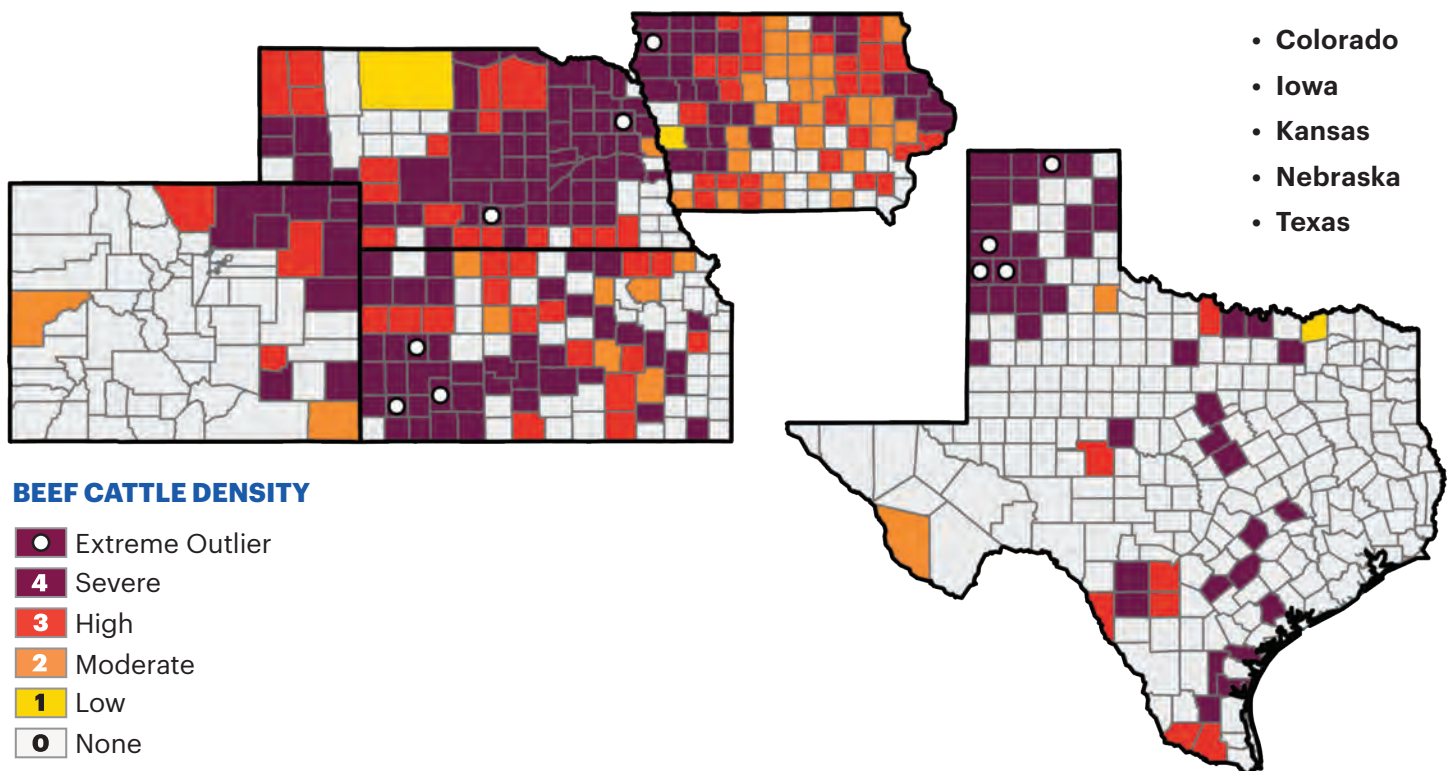 • Colorado
• Iowa
• Kansas
• Nebraska
• Texas
BEEF CATTLE DENSITY
Extreme Outlier
4 Severe
3 High
2 Moderate
1 Low
0 None